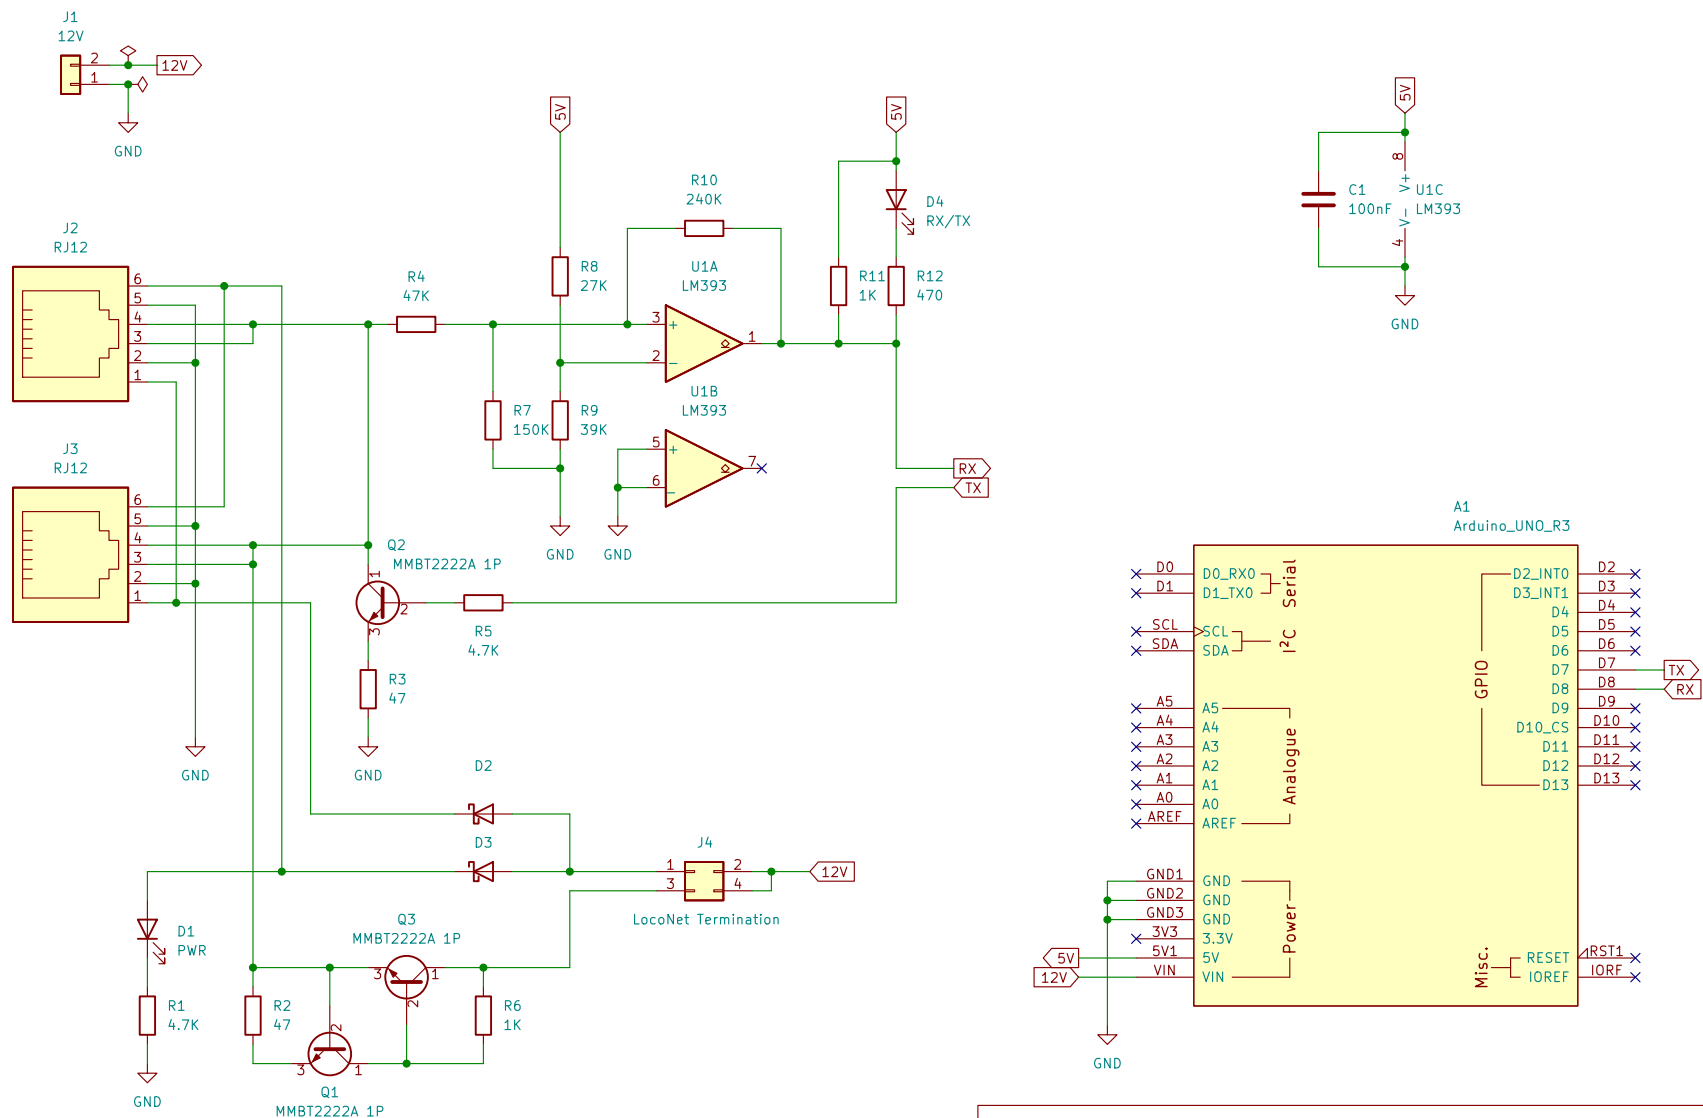 J1
12V
2
1
12V
GND
5V
5V
5V
8
V+
C1
100nF
U1C
LM393
V-
4
GND
R10
240K
D4
RX/TX
J2
RJ12
6
5
4
3
2
1
R4
47K
R8
27K
U1A
LM393
3
+
2
-
1
R11
1K
R12
470
U1B
LM393
5
+
6
-
7
R7
150K
R9
39K
GND
GND
RX
TX
J3
RJ12
6
5
4
3
2
1
Q2
MMBT2222A 1P
1
2
3
R5
4.7K
R3
47
GND
GND
D2
D3
J4
1
2
3
4
LocoNet Termination
12V
D1
PWR
R1
4.7K
GND
Q3
MMBT2222A 1P
3
1
2
R2
47
R6
1K
2
3
1
Q1
MMBT2222A 1P
A1
Arduino_UNO_R3
D0
D0_RX0
D1
D1_TX0
Serial
SCL
SCL
SDA
SDA
I²C
A5
A5
A4
A4
A3
A3
A2
A2
A1
A1
A0
A0
AREF
AREF
Analogue
GND1
GND
GND2
GND
GND3
GND
3V3
3.3V
5V
5V1
5V
12V
VIN
VIN
Power
GND
D2_INT0
D2
D3_INT1
D3
D4
D4
D5
D5
D6
D6
D7
D7
TX
D8
D8
RX
D9
D9
D10_CS
D10
D11
D11
D12
D12
D13
D13
GPIO
RESET
RST1
IOREF
IORF
Misc.